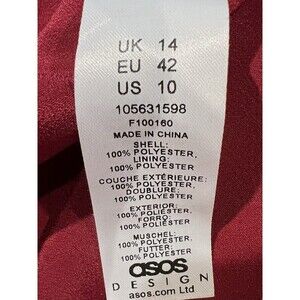 UK 14
EU 42
US 10
105631598
F100160
MADE IN CHINA
SHELL:
100% POLYESTER,
LINING:
100% POLYESTER.
COUCHE EXTÉRIEURE:
100% POLYESTER,
DOUBLURE:
100% POLYESTER.
EXTERIOR:
100% POLIÉSTER,
FORRO:
100% POLIÉSTER.
MUSCHEL:
100% POLYESTER,
FUTTER:
100% POLYESTER.
asos
DESIGN
asos.com Ltd